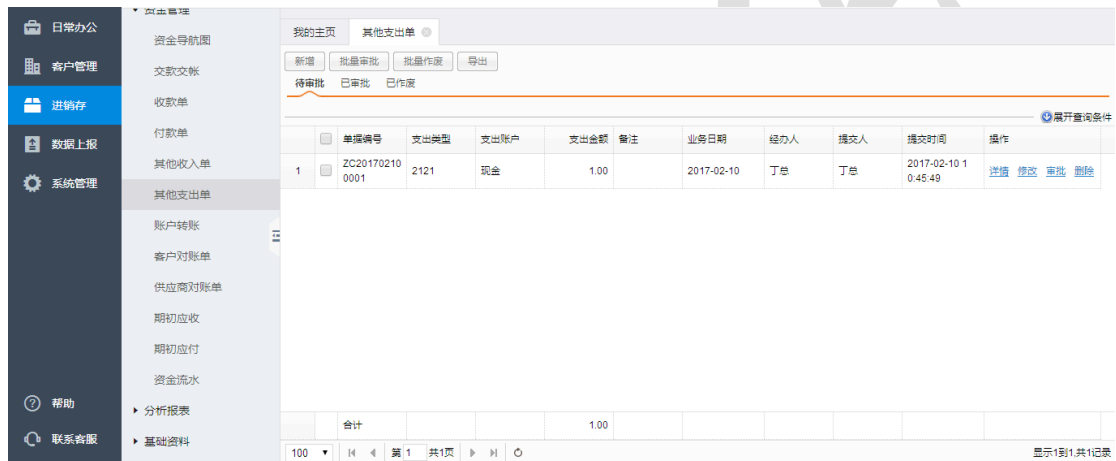 日常办公
客户管理
进销存
数据上报
系统管理
帮助
联系客服
资金管理
资金导航图
交款交帐
收款单
付款单
其他收入单
其他支出单
账户转账
客户对账单
供应商对账单
期初应收
期初应付
资金流水
分析报表
基础资料
我的主页 其他支出单
新增 批量审批 批量作废 导出
待审批 已审批 已作废
展开查询条件
单据编号 支出类型 支出账户 支出金额 备注 业务日期 经办人 提交人 提交时间 操作
1 ZC20170210 2121 现金 1.00 2017-02-10 丁总 丁总 2017-02-10 1 详情 修改 审批 删除
0001 0:45:49
合计 1.00
100 第 1 共1页 显示1到1,共1记录